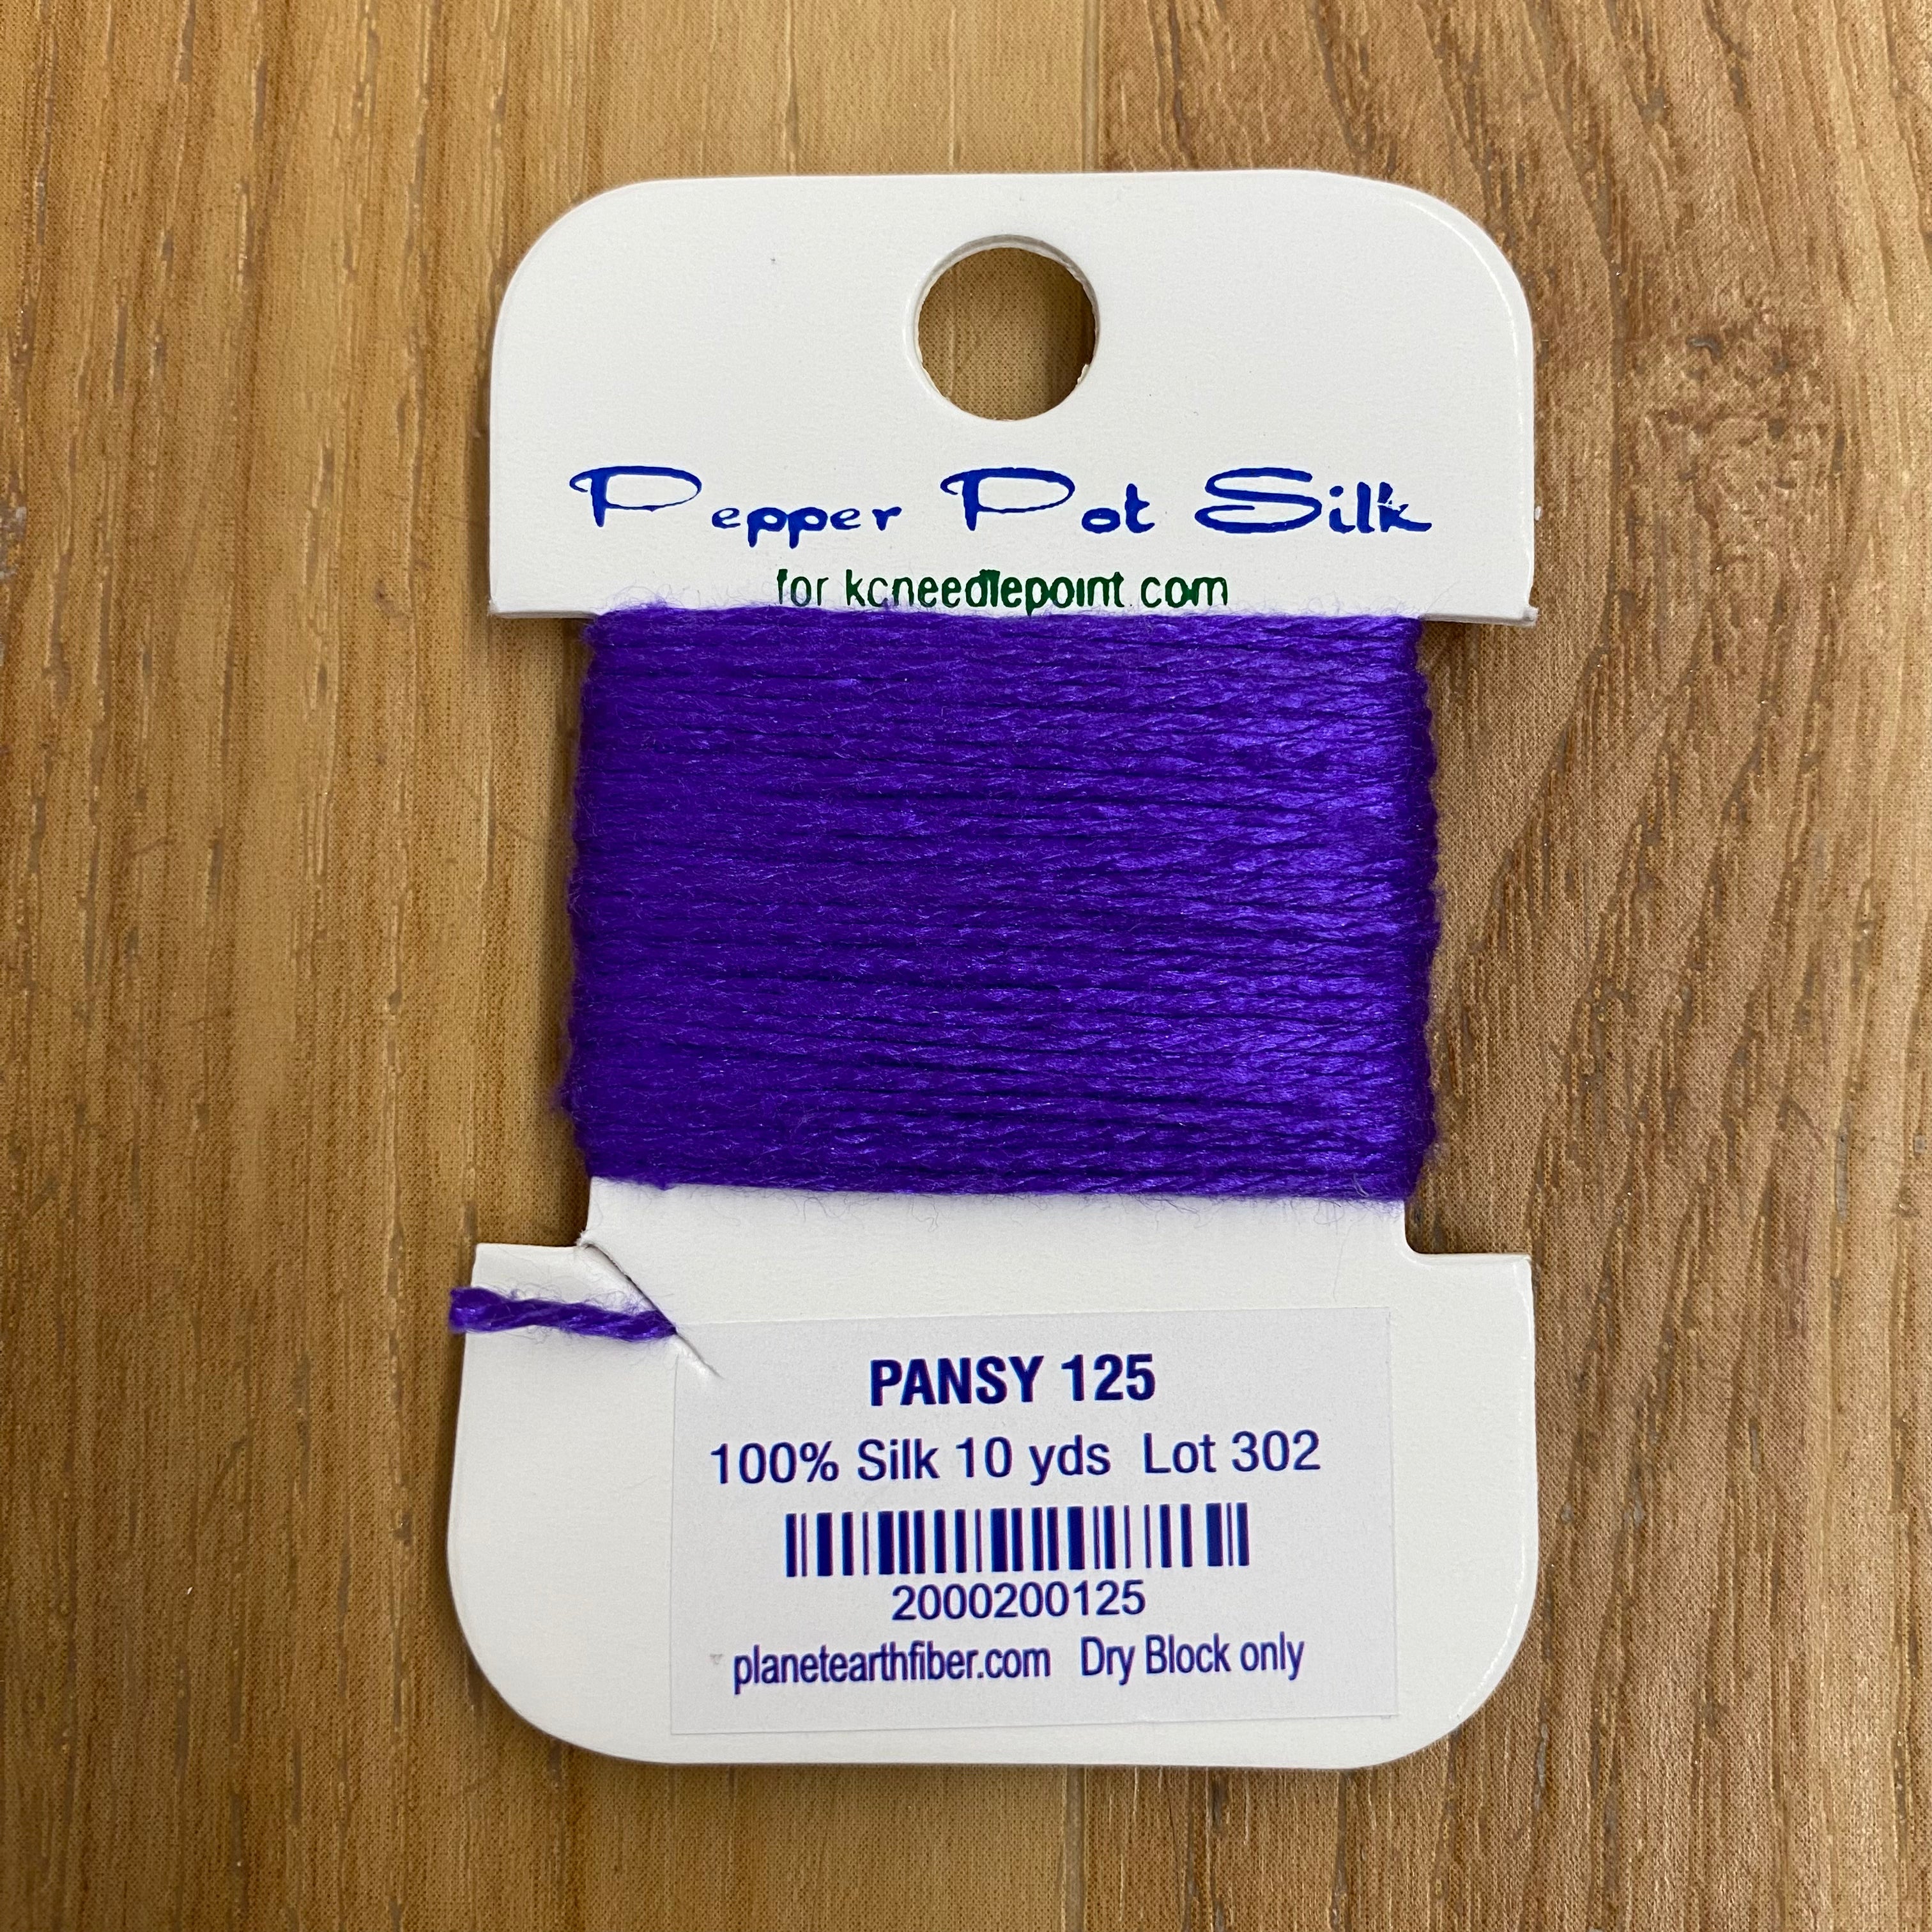 Pepper Pot Silk
for kcneedlepoint.com
PANSY 125
100% Silk 10 yds Lot 302
2000200125
planetearthfiber.com Dry Block only